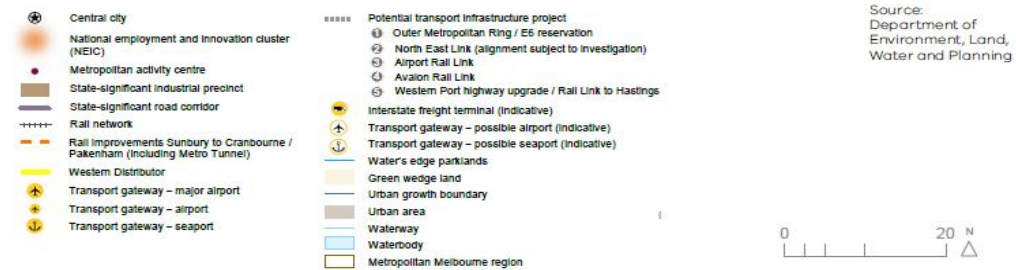 Central city
National employment and innovation cluster
(NEIC)
Metropolitan activity centre
State-significant industrial precinct
State-significant road corridor
Rail network
Rail improvements Sunbury to Cranbourne /
Pakenham (including Metro Tunnel)
Western Distributor
Transport gateway – major airport
Transport gateway – airport
Transport gateway – seaport
Potential transport infrastructure project
1 Outer Metropolitan Ring / E6 reservation
2 North East Link (alignment subject to investigation)
3 Airport Rail Link
4 Avalon Rail Link
5 Western Port highway upgrade / Rail Link to Hastings
Interstate freight terminal (indicative)
Transport gateway – possible airport (indicative)
Transport gateway – possible seaport (indicative)
Water's edge parklands
Green wedge land
Urban growth boundary
Urban area
Waterway
Waterbody
Metropolitan Melbourne region
Source:
Department of
Environment, Land,
Water and Planning
0 20 N